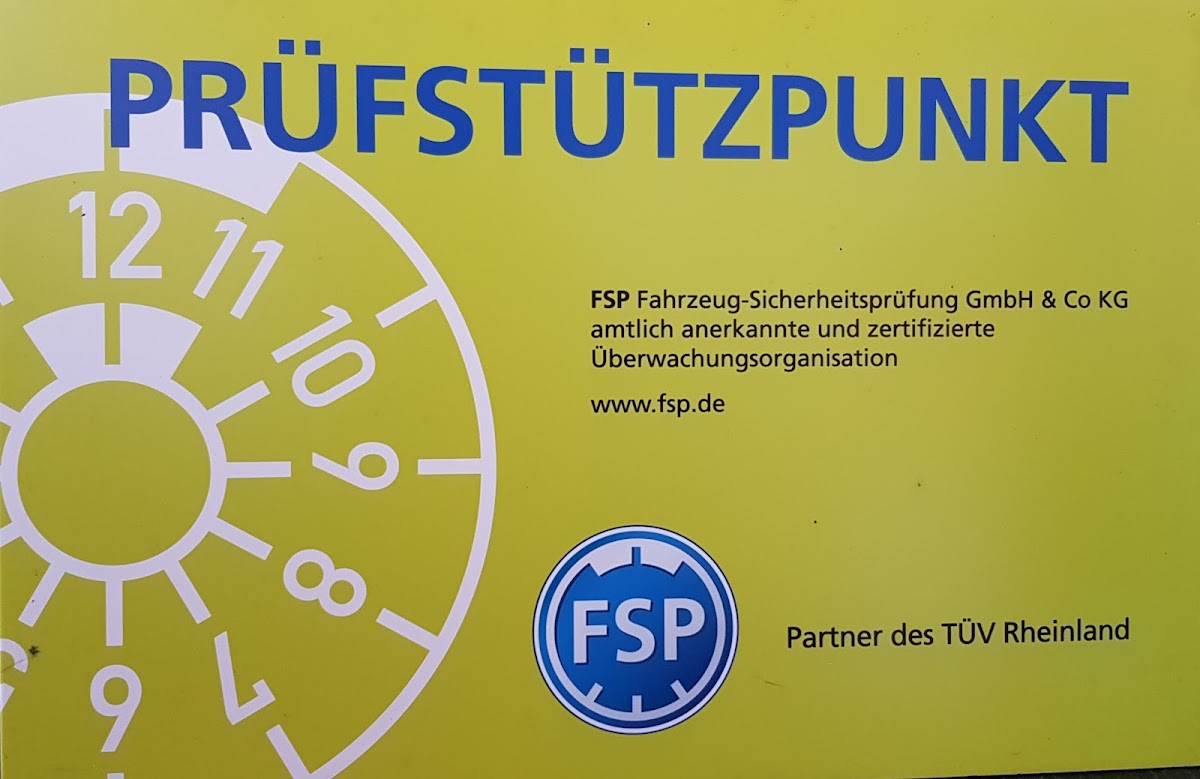 PRÜFSTÜTZPUNKT
12
11
10
9
8
7
6
5
FSP Fahrzeug-Sicherheitsprüfung GmbH & Co KG
amtlich anerkannte und zertifizierte
Überwachungsorganisation
www.fsp.de
FSP
Partner des TÜV Rheinland